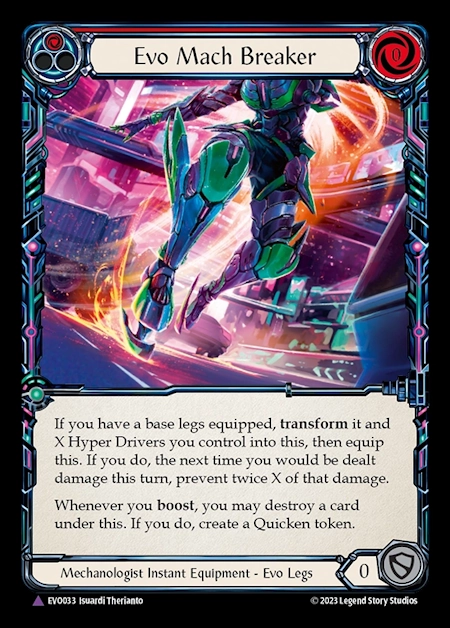 Evo Mach Breaker
0
If you have a base legs equipped, transform it and
X Hyper Drivers you control into this, then equip
this. If you do, the next time you would be dealt
damage this turn, prevent twice X of that damage.
Whenever you boost, you may destroy a card
under this. If you do, create a Quicken token.
Mechanologist Instant Equipment - Evo Legs
0
EVO033 Isuardi Therianto
© 2023 Legend Story Studios